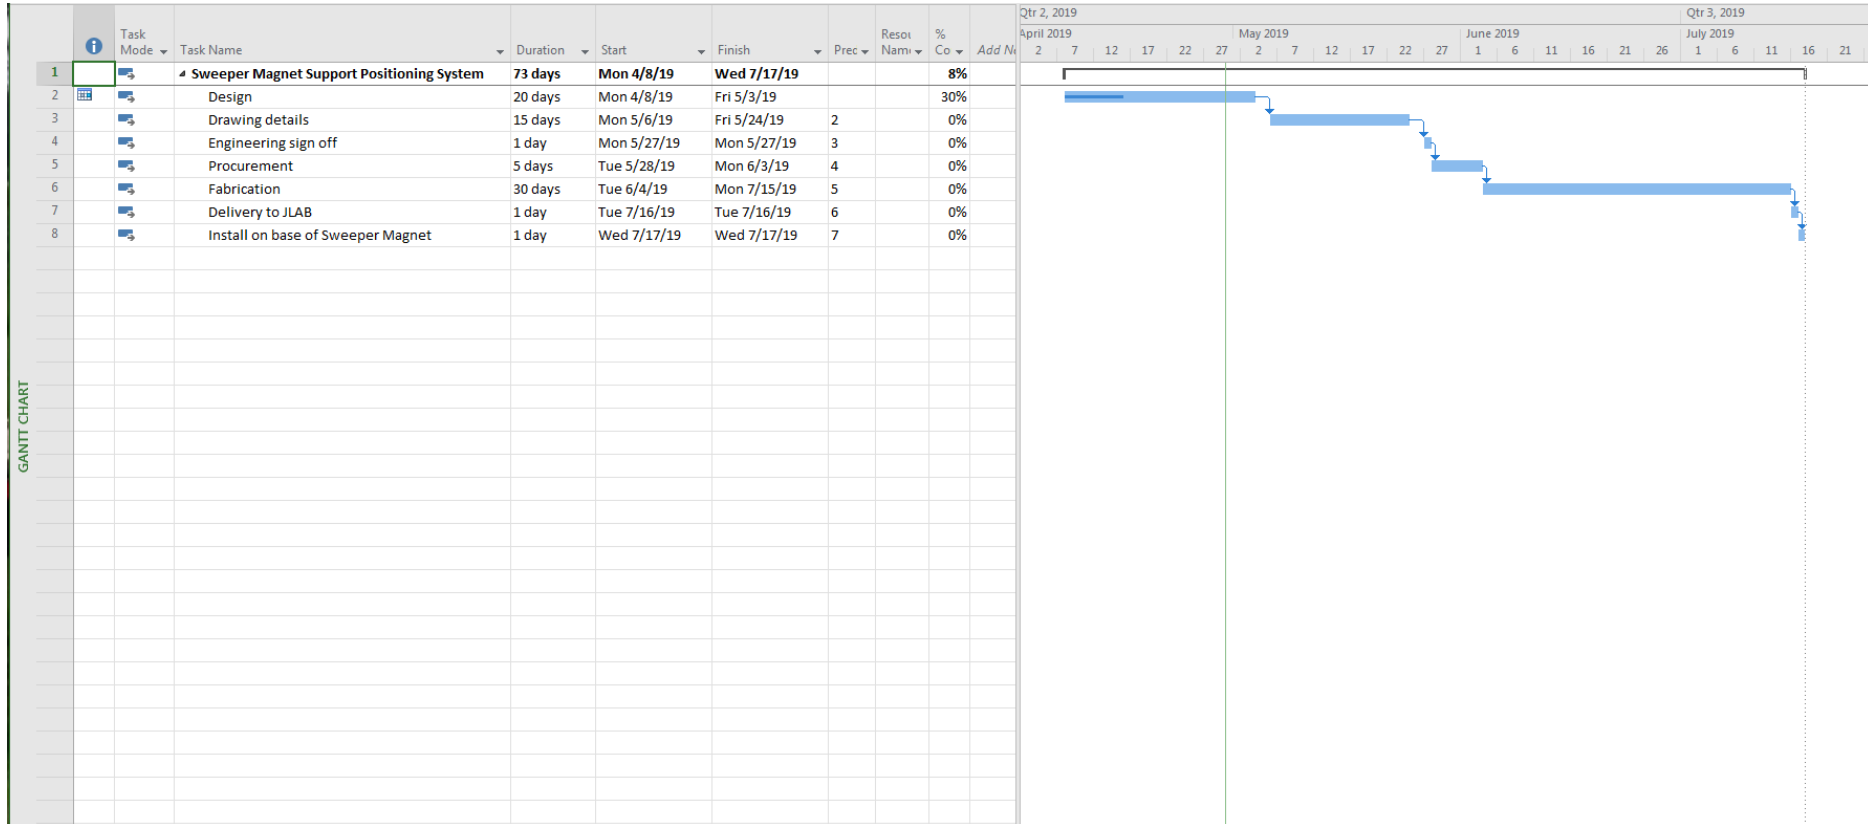 Qtr 2, 2019 Qtr 3, 2019
April 2019 May 2019 June 2019 July 2019
Task Mode Task Name Duration Start Finish Prec Resou Name % Co Add Ne
2 7 12 17 22 27 2 7 12 17 22 27 1 6 11 16 21 26 1 6 11 16 21
1 Sweeper Magnet Support Positioning System 73 days Mon 4/8/19 Wed 7/17/19 8%
2 Design 20 days Mon 4/8/19 Fri 5/3/19 30%
3 Drawing details 15 days Mon 5/6/19 Fri 5/24/19 2 0%
4 Engineering sign off 1 day Mon 5/27/19 Mon 5/27/19 3 0%
5 Procurement 5 days Tue 5/28/19 Mon 6/3/19 4 0%
6 Fabrication 30 days Tue 6/4/19 Mon 7/15/19 5 0%
7 Delivery to JLAB 1 day Tue 7/16/19 Tue 7/16/19 6 0%
8 Install on base of Sweeper Magnet 1 day Wed 7/17/19 Wed 7/17/19 7 0%
GANTT CHART